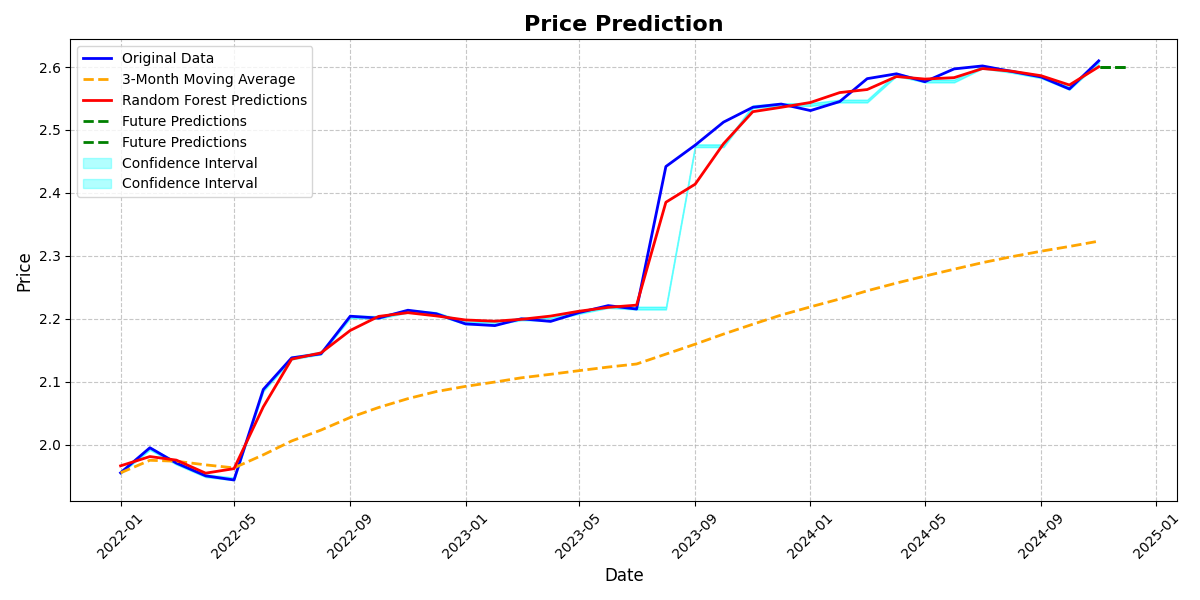 Price Prediction
Original Data
3-Month Moving Average
Random Forest Predictions
Future Predictions
Future Predictions
Confidence Interval
Confidence Interval
2.6
2.5
2.4
2.3
2.2
2.1
2.0
Price
2022-01
2022-05
2022-09
2023-01
2023-05
2023-09
2024-01
2024-05
2024-09
2025-01
Date